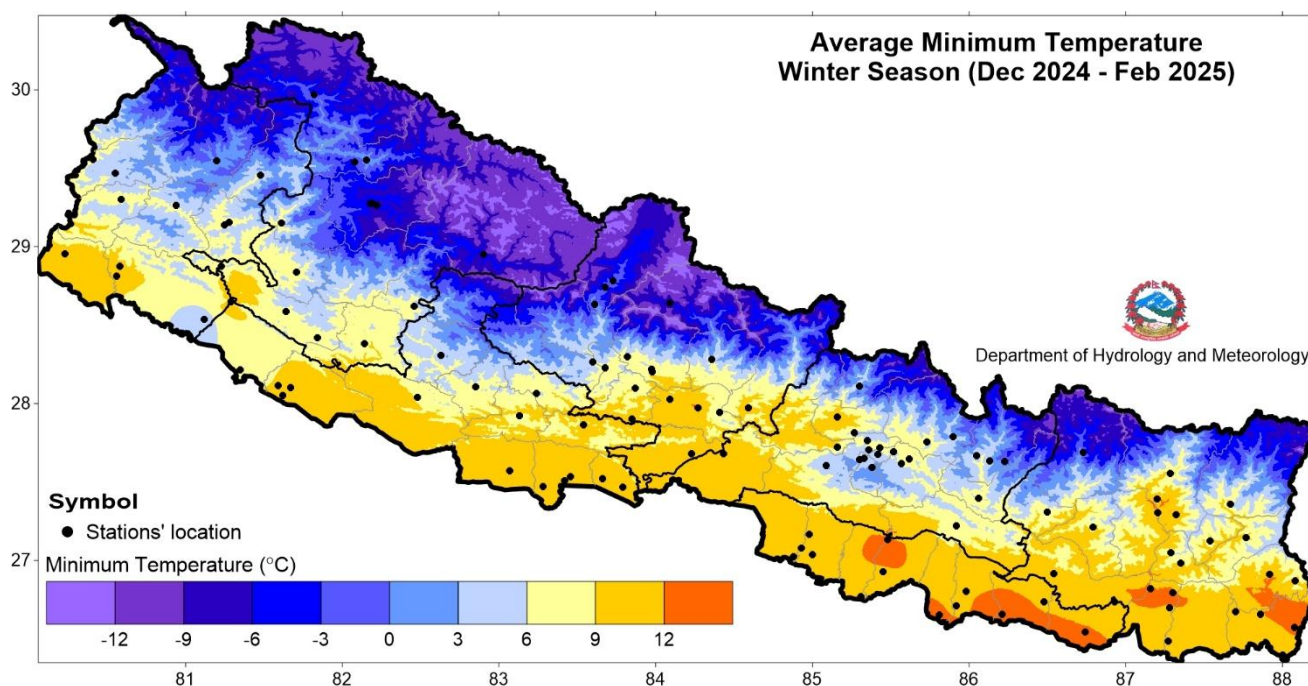 Average Minimum Temperature
Winter Season (Dec 2024 - Feb 2025)
30
29
28
27
Department of Hydrology and Meteorology
Symbol
Stations' location
Minimum Temperature (°C)
-12 -9 -6 -3 0 3 6 9 12
81 82 83 84 85 86 87 88